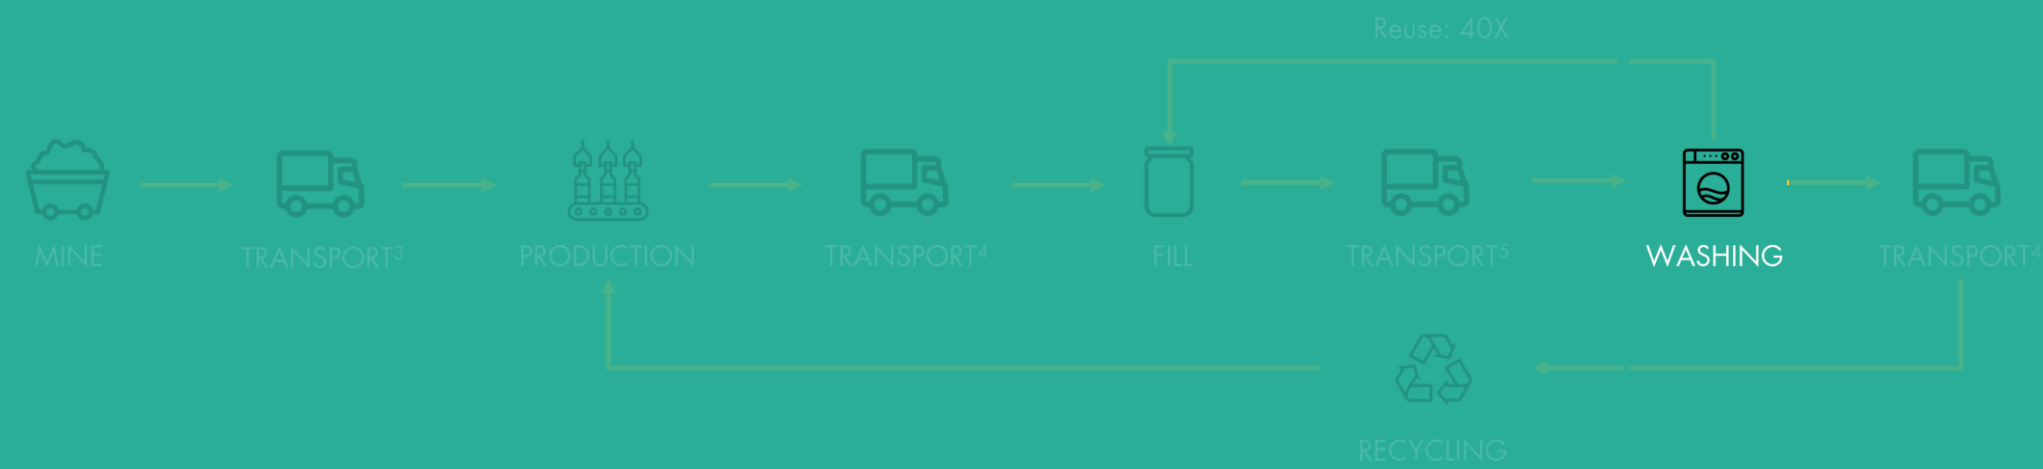 Reuse: 40X
MINE
TRANSPORT³
PRODUCTION
TRANSPORT⁴
FILL
TRANSPORT⁵
WASHING
TRANSPORT⁴
RECYCLING